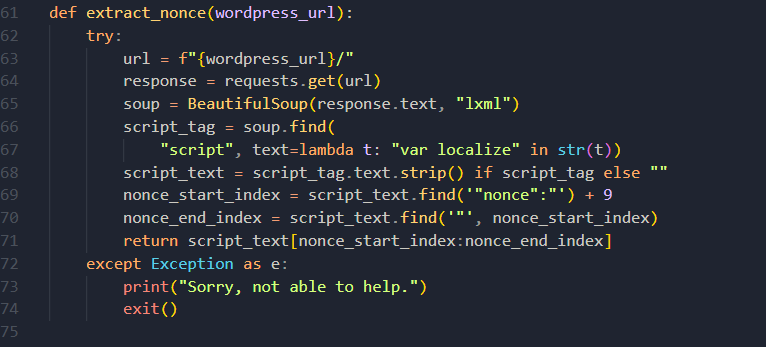 61 def extract_nonce(wordpress_url):
62     try:
63         url = f"{wordpress_url}/"
64         response = requests.get(url)
65         soup = BeautifulSoup(response.text, "lxml")
66         script_tag = soup.find(
67             "script", text=lambda t: "var localize" in str(t))
68         script_text = script_tag.text.strip() if script_tag else ""
69         nonce_start_index = script_text.find('"nonce":"') + 9
70         nonce_end_index = script_text.find('"', nonce_start_index)
71         return script_text[nonce_start_index:nonce_end_index]
72     except Exception as e:
73         print("Sorry, not able to help.")
74         exit()
75